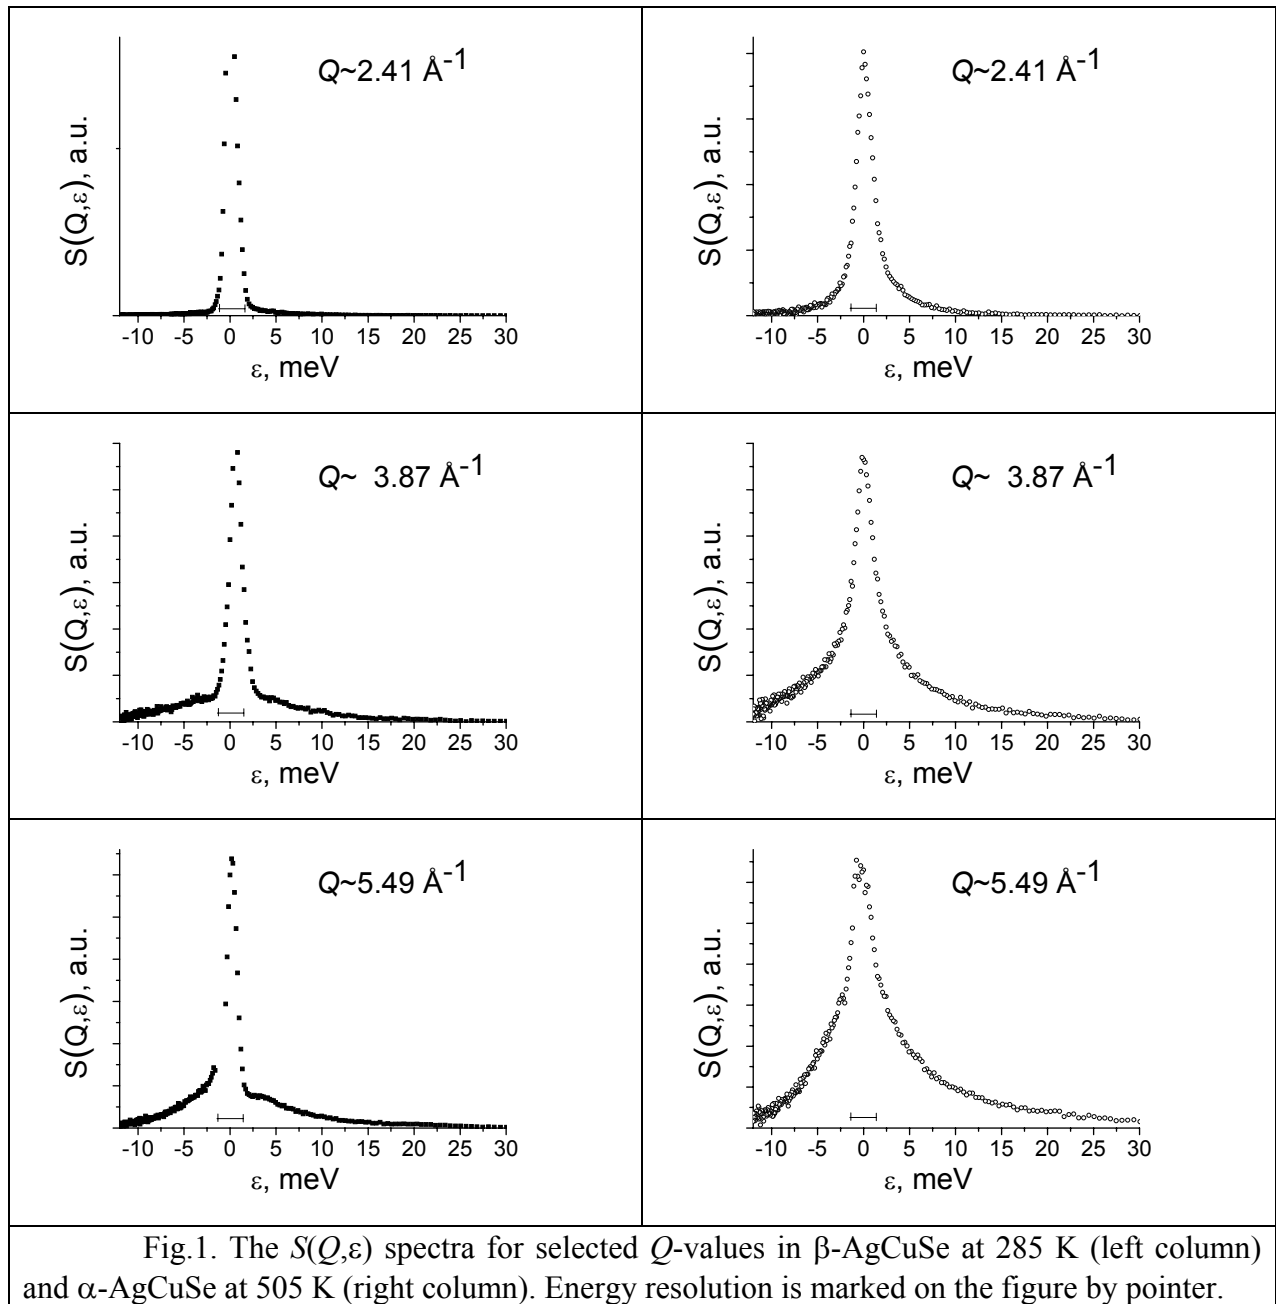 Q~2.41 Å-1
S(Q,ε), a.u.
-10 -5 0 5 10 15 20 25 30
ε, meV
Q~2.41 Å-1
S(Q,ε), a.u.
-10 -5 0 5 10 15 20 25 30
ε, meV
Q~ 3.87 Å-1
S(Q,ε), a.u.
-10 -5 0 5 10 15 20 25 30
ε, meV
Q~ 3.87 Å-1
S(Q,ε), a.u.
-10 -5 0 5 10 15 20 25 30
ε, meV
Q~5.49 Å-1
S(Q,ε), a.u.
-10 -5 0 5 10 15 20 25 30
ε, meV
Q~5.49 Å-1
S(Q,ε), a.u.
-10 -5 0 5 10 15 20 25 30
ε, meV
Fig.1. The S(Q,ε) spectra for selected Q-values in β-AgCuSe at 285 K (left column)
and α-AgCuSe at 505 K (right column). Energy resolution is marked on the figure by pointer.